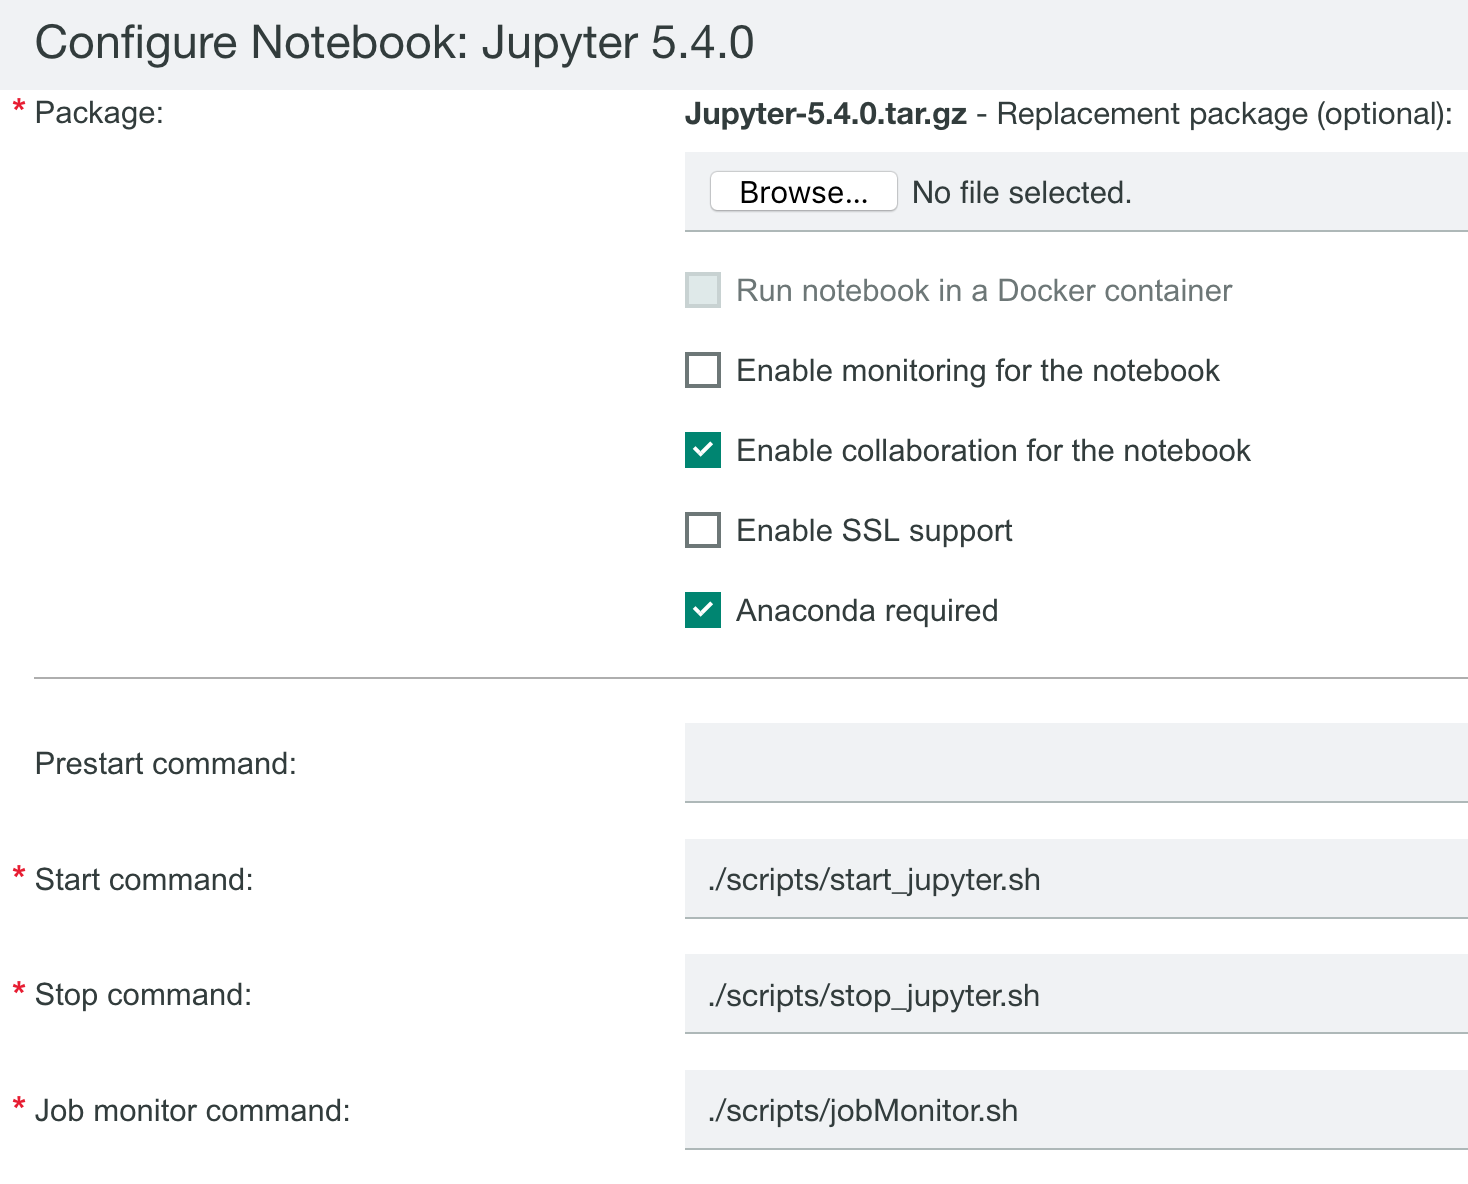 Configure Notebook: Jupyter 5.4.0
* Package:
Jupyter-5.4.0.tar.gz - Replacement package (optional):
Browse... No file selected.
Run notebook in a Docker container
Enable monitoring for the notebook
Enable collaboration for the notebook
Enable SSL support
Anaconda required
Prestart command:
* Start command: ./scripts/start_jupyter.sh
* Stop command: ./scripts/stop_jupyter.sh
* Job monitor command: ./scripts/jobMonitor.sh